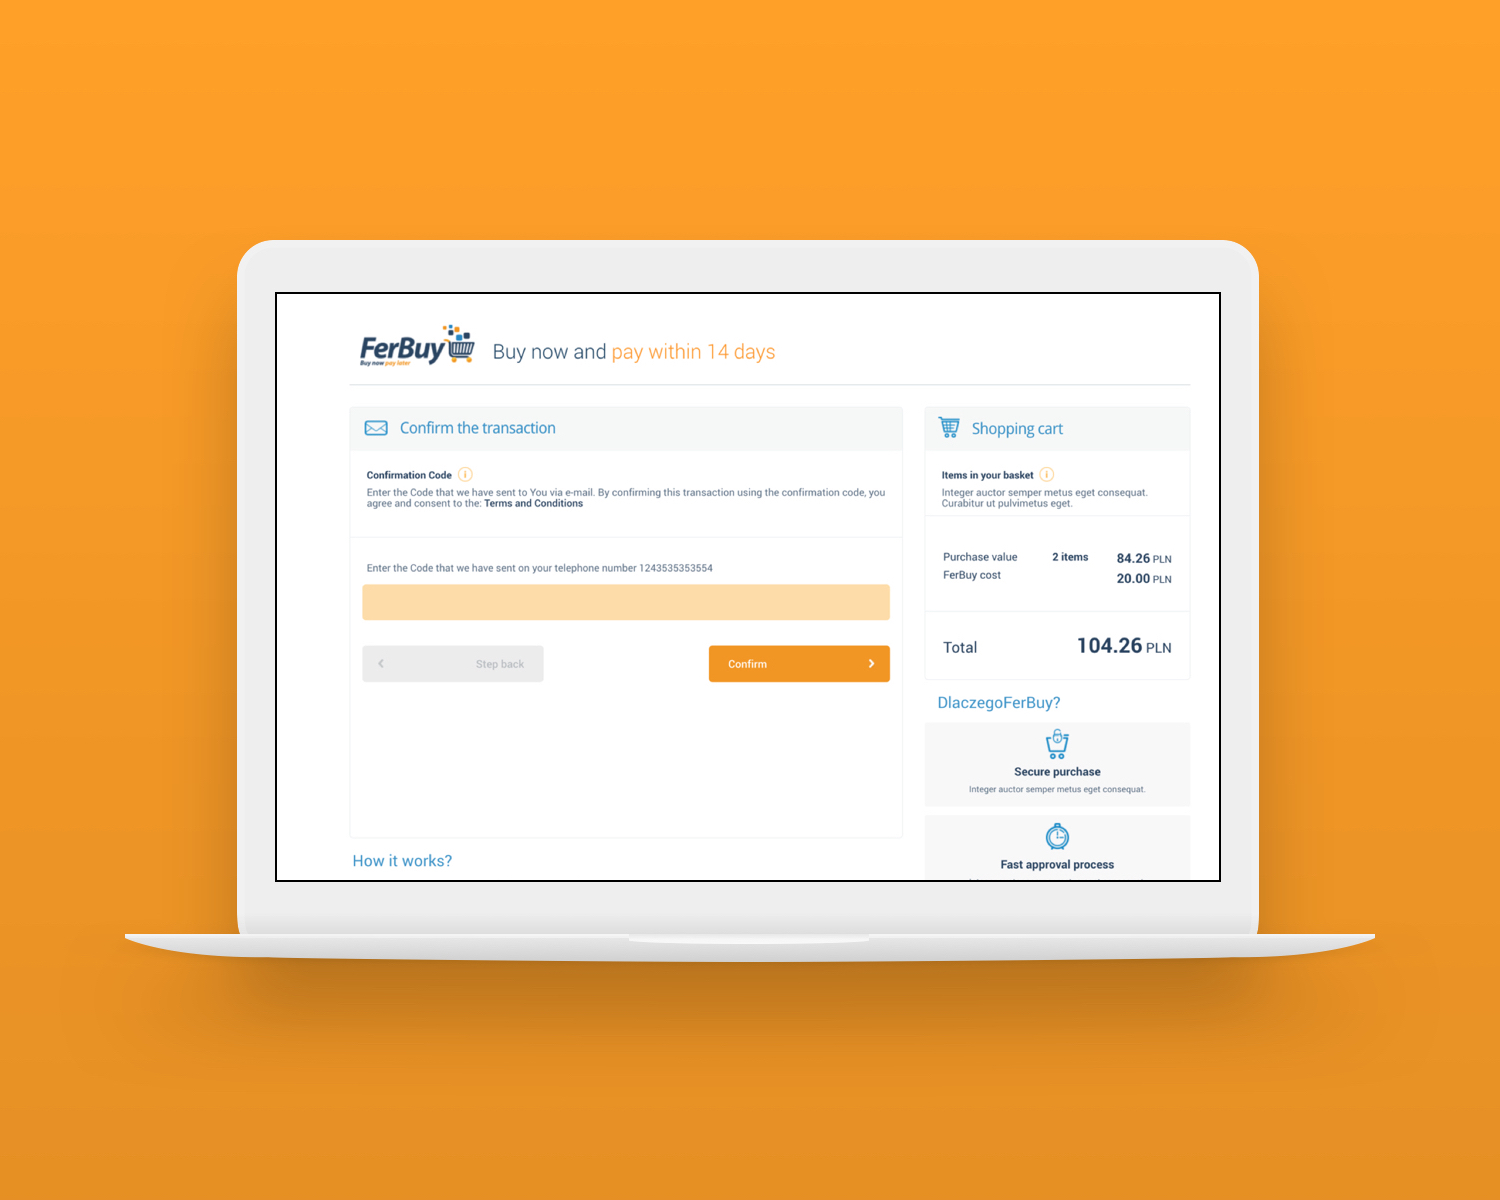 FerBuy
Buy now pay later
Buy now and pay within 14 days
Confirm the transaction
Confirmation Code
Enter the Code that we have sent to You via e-mail. By confirming this transaction using the confirmation code, you
agree and consent to the: Terms and Conditions
Enter the Code that we have sent on your telephone number 1243535353554
Step back
Confirm
How it works?
Shopping cart
Items in your basket
Integer auctor semper metus eget consequat.
Curabitur ut pulvimetus eget.
Purchase value 2 items 84.26 PLN
FerBuy cost 20.00 PLN
Total 104.26 PLN
DlaczegoFerBuy?
Secure purchase
Integer auctor semper metus eget consequat.
Fast approval process